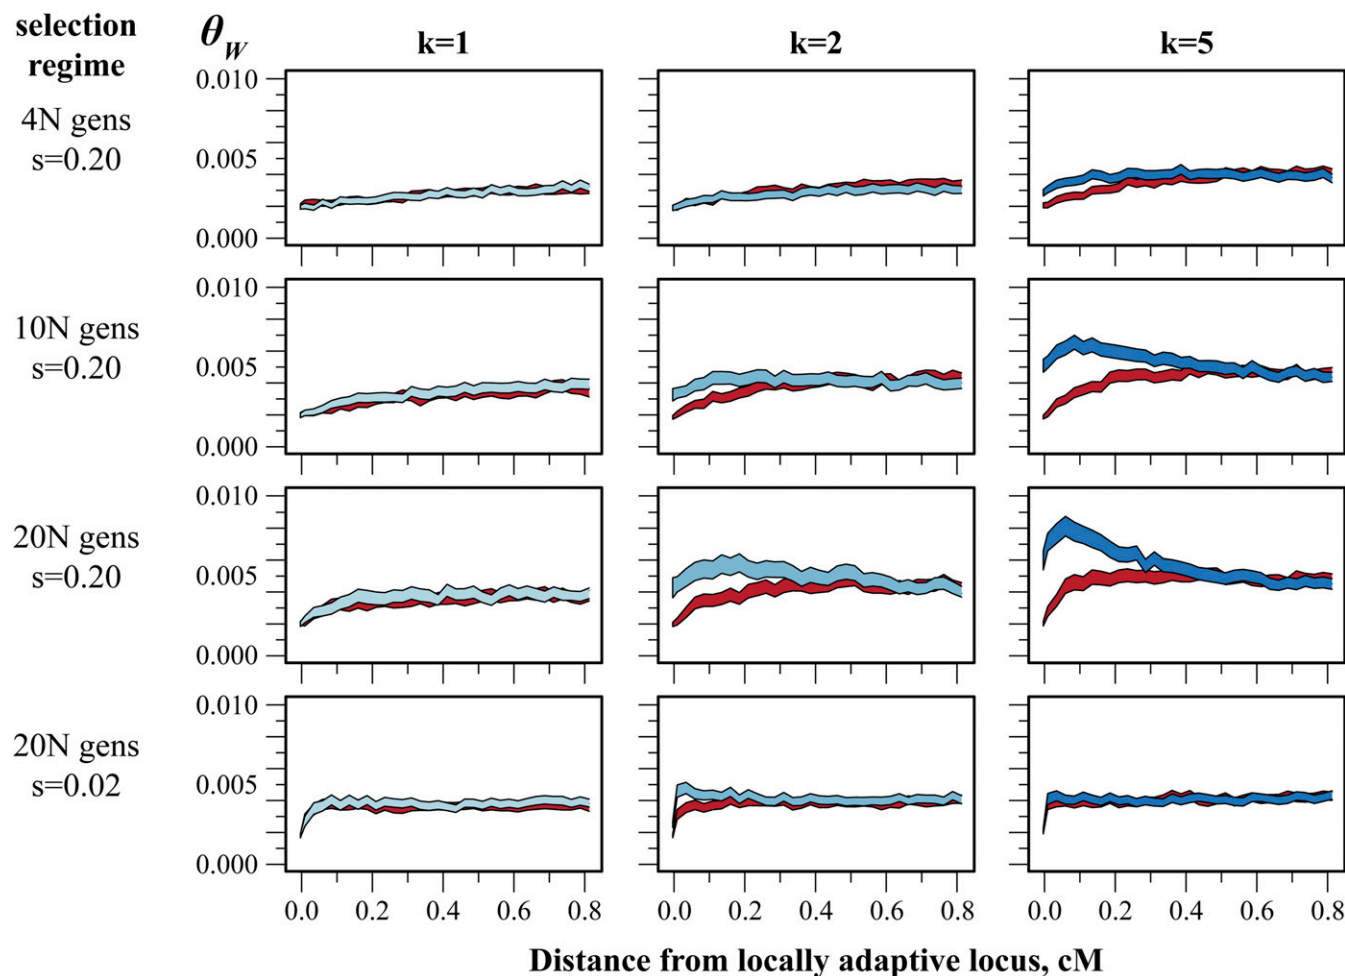 selection regime
θW
k=1
k=2
k=5
4N gens
s=0.20
0.010
0.005
0.000
10N gens
s=0.20
0.010
0.005
0.000
20N gens
s=0.20
0.010
0.005
0.000
20N gens
s=0.02
0.010
0.005
0.000
0.0 0.2 0.4 0.6 0.8
0.0 0.2 0.4 0.6 0.8
0.0 0.2 0.4 0.6 0.8
Distance from locally adaptive locus, cM